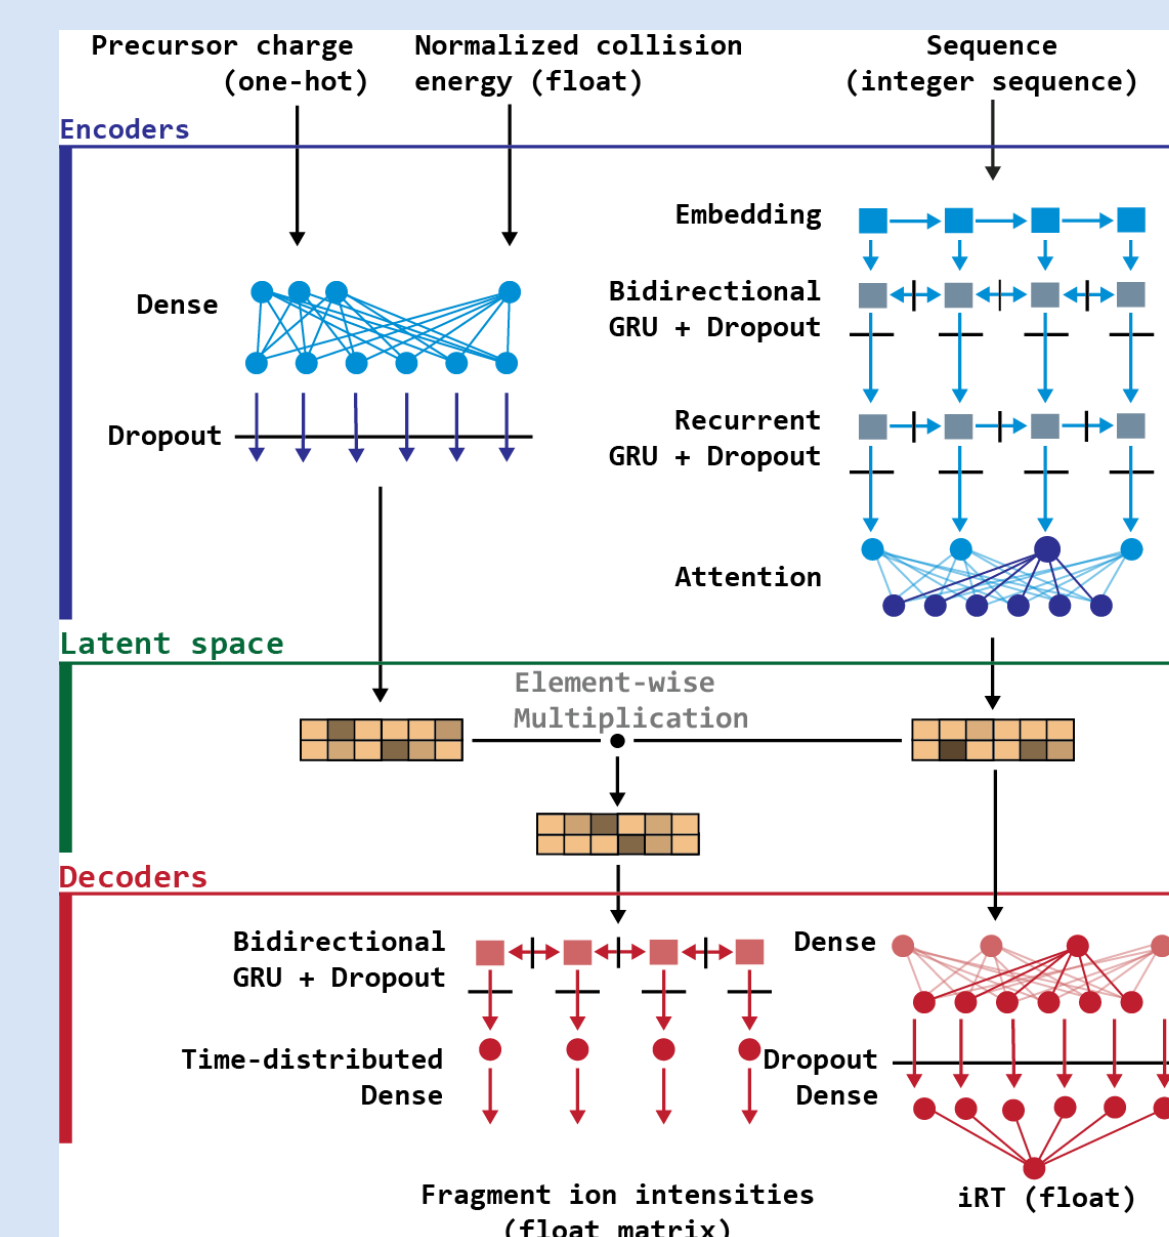 Precursor charge
(one-hot)
Normalized collision
energy (float)
Sequence
(integer sequence)
Encoders
Embedding
Dense
Bidirectional
GRU + Dropout
Dropout
Recurrent
GRU + Dropout
Attention
Latent space
Element-wise
Multiplication
Decoders
Bidirectional
GRU + Dropout
Dense
Time-distributed
Dense
Dropout
Dense
Fragment ion intensities
(float matrix)
iRT (float)